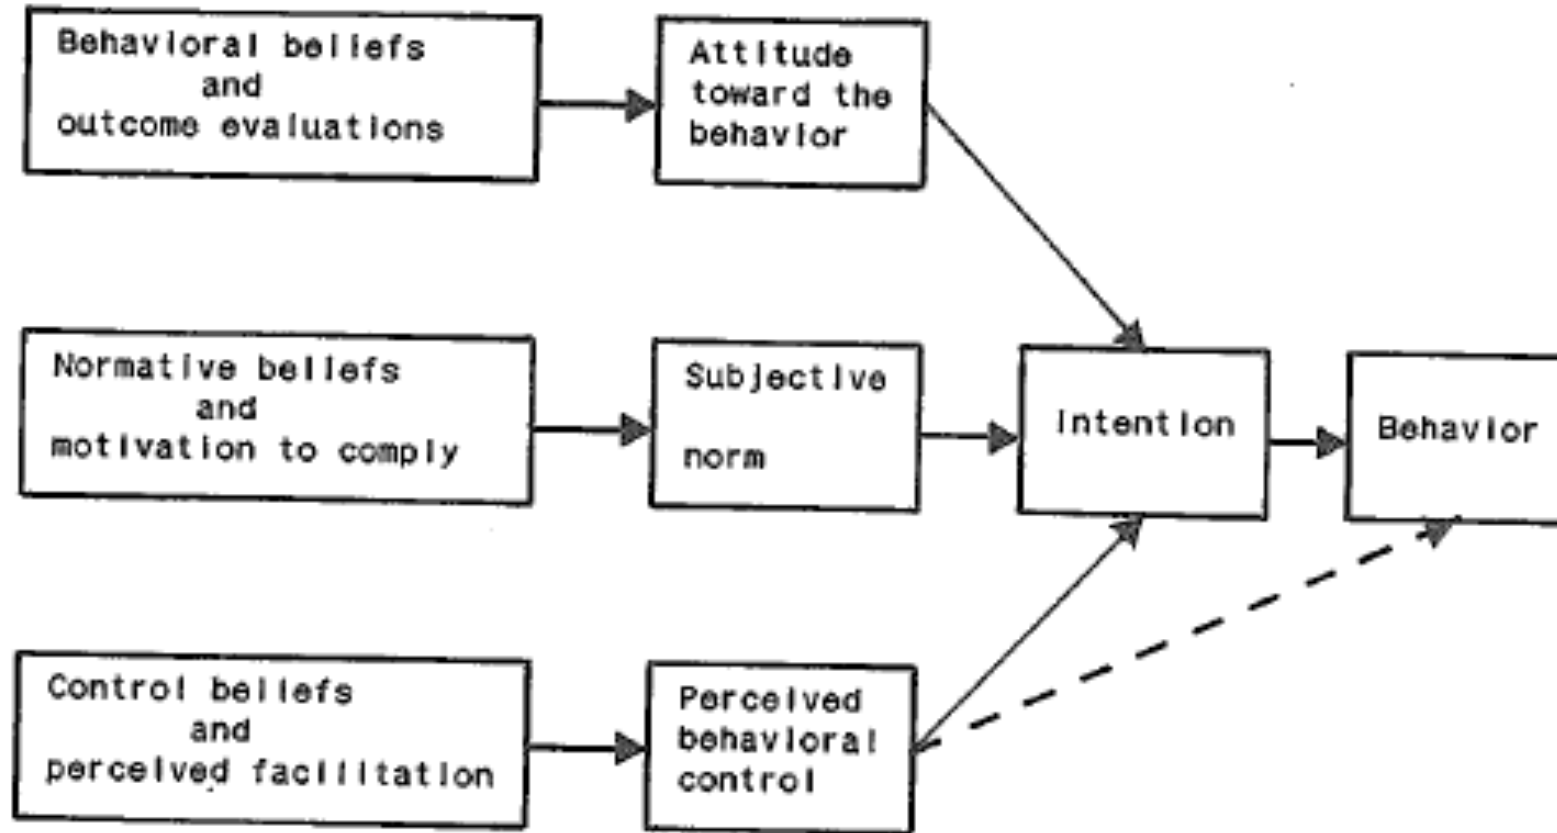 Behavioral beliefs
and
outcome evaluations
Attitude
toward the
behavior
Normative beliefs
and
motivation to comply
Subjective
norm
Intention
Behavior
Control beliefs
and
perceived facilitation
Perceived
behavioral
control